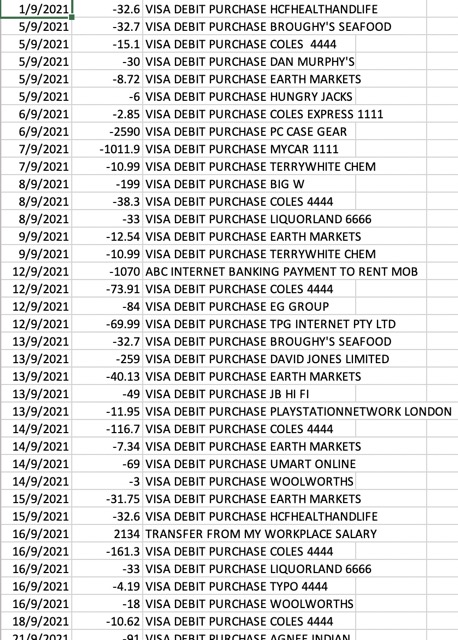 1/9/2021 -32.6 VISA DEBIT PURCHASE HCFHEALTHANDLIFE
5/9/2021 -32.7 VISA DEBIT PURCHASE BROUGHY'S SEAFOOD
5/9/2021 -15.1 VISA DEBIT PURCHASE COLES 4444
5/9/2021 -30 VISA DEBIT PURCHASE DAN MURPHY'S
5/9/2021 -8.72 VISA DEBIT PURCHASE EARTH MARKETS
5/9/2021 -6 VISA DEBIT PURCHASE HUNGRY JACKS
6/9/2021 -2.85 VISA DEBIT PURCHASE COLES EXPRESS 1111
6/9/2021 -2590 VISA DEBIT PURCHASE PC CASE GEAR
7/9/2021 -1011.9 VISA DEBIT PURCHASE MYCAR 1111
7/9/2021 -10.99 VISA DEBIT PURCHASE TERRYWHITE CHEM
8/9/2021 -199 VISA DEBIT PURCHASE BIG W
8/9/2021 -38.3 VISA DEBIT PURCHASE COLES 4444
8/9/2021 -33 VISA DEBIT PURCHASE LIQUORLAND 6666
9/9/2021 -12.54 VISA DEBIT PURCHASE EARTH MARKETS
9/9/2021 -10.99 VISA DEBIT PURCHASE TERRYWHITE CHEM
12/9/2021 -1070 ABC INTERNET BANKING PAYMENT TO RENT MOB
12/9/2021 -73.91 VISA DEBIT PURCHASE COLES 4444
12/9/2021 -84 VISA DEBIT PURCHASE EG GROUP
12/9/2021 -69.99 VISA DEBIT PURCHASE TPG INTERNET PTY LTD
13/9/2021 -32.7 VISA DEBIT PURCHASE BROUGHY'S SEAFOOD
13/9/2021 -259 VISA DEBIT PURCHASE DAVID JONES LIMITED
13/9/2021 -40.13 VISA DEBIT PURCHASE EARTH MARKETS
13/9/2021 -49 VISA DEBIT PURCHASE JB HI FI
13/9/2021 -11.95 VISA DEBIT PURCHASE PLAYSTATIONNETWORK LONDON
14/9/2021 -116.7 VISA DEBIT PURCHASE COLES 4444
14/9/2021 -7.34 VISA DEBIT PURCHASE EARTH MARKETS
14/9/2021 -69 VISA DEBIT PURCHASE UMART ONLINE
14/9/2021 -3 VISA DEBIT PURCHASE WOOLWORTHS
15/9/2021 -31.75 VISA DEBIT PURCHASE EARTH MARKETS
15/9/2021 -32.6 VISA DEBIT PURCHASE HCFHEALTHANDLIFE
16/9/2021 2134 TRANSFER FROM MY WORKPLACE SALARY
16/9/2021 -161.3 VISA DEBIT PURCHASE COLES 4444
16/9/2021 -33 VISA DEBIT PURCHASE LIQUORLAND 6666
16/9/2021 -4.19 VISA DEBIT PURCHASE TYPO 4444
16/9/2021 -18 VISA DEBIT PURCHASE WOOLWORTHS
18/9/2021 -10.62 VISA DEBIT PURCHASE COLES 4444
21/9/2021 -91 VISA DEBIT PURCHASE AGNEE INDIAN